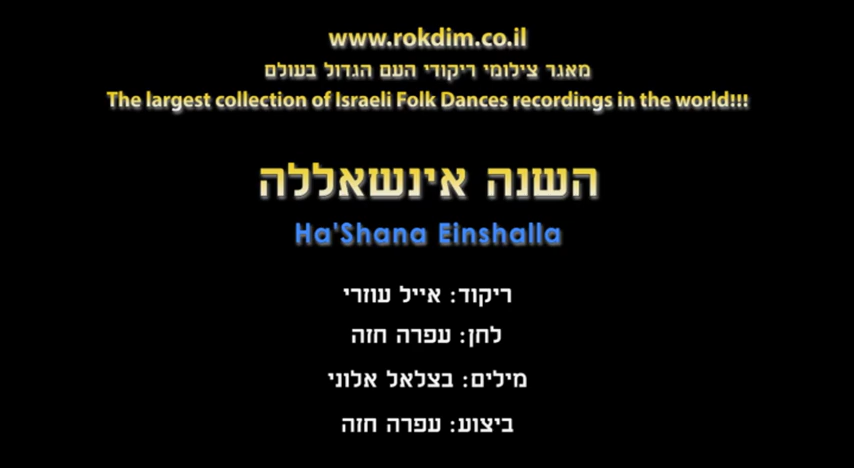 www.rokdim.co.il
מאגר צילומי ריקודי העם הגדול בעולם
The largest collection of Israeli Folk Dances recordings in the world!!!
השנה אינשאללה
Ha'Shana Einshalla
ריקוד: אייל עוזרי
לחן: עפרה חזה
מילים: בצלאל אלוני
ביצוע: עפרה חזה